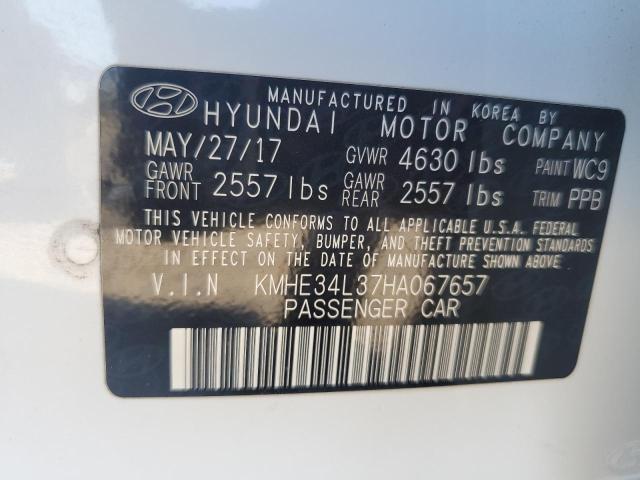 MANUFACTURED IN KOREA BY
HYUNDAI MOTOR COMPANY
MAY/27/17 GVWR 4630 lbs PAINT WC9
GAWR FRONT 2557 lbs GAWR REAR 2557 lbs TRIM PPB
THIS VEHICLE CONFORMS TO ALL APPLICABLE U.S.A. FEDERAL
MOTOR VEHICLE SAFETY, BUMPER, AND THEFT PREVENTION STANDARDS
IN EFFECT ON THE DATE OF MANUFACTURE SHOWN ABOVE.
V.I.N KMHE34L37HA067657
PASSENGER CAR